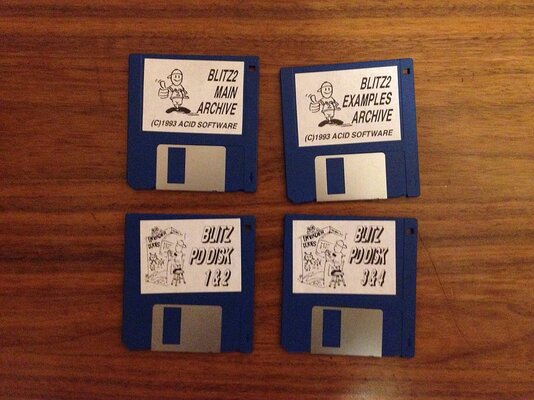 BLITZ2
MAIN
ARCHIVE
(C)1993 ACID SOFTWARE
BLITZ2
EXAMPLES
ARCHIVE
(C)1993 ACID SOFTWARE
BLITZ
PD DISK
1 & 2
BLITZ
PD DISK
3 & 4